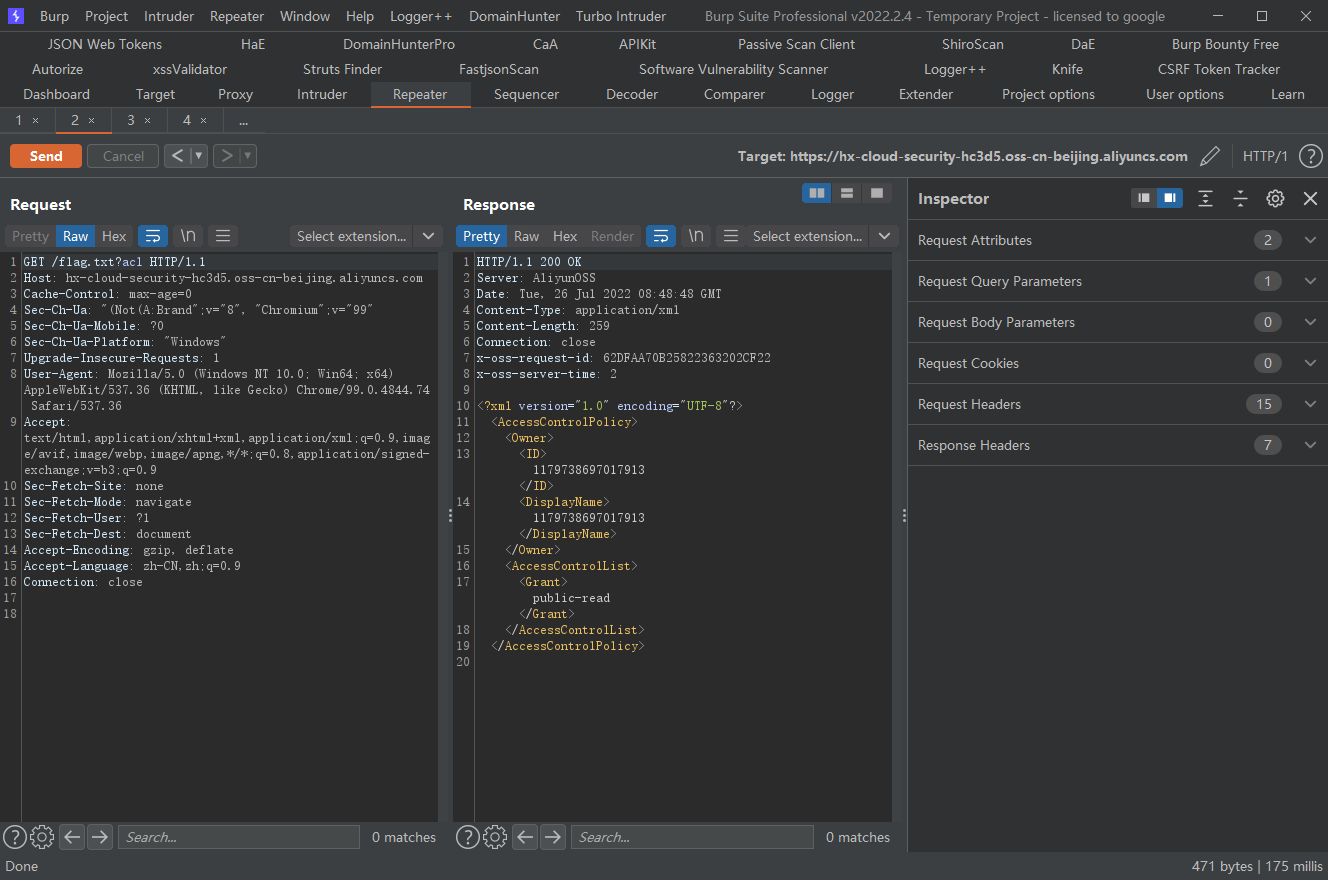 Burp Project Intruder Repeater Window Help Logger++ DomainHunter Turbo Intruder Burp Suite Professional v2022.2.4 - Temporary Project - licensed to google
JSON Web Tokens HaE DomainHunterPro CaA APIKit Passive Scan Client ShiroScan DaE Burp Bounty Free
Autorize xssValidator Struts Finder FastjsonScan Software Vulnerability Scanner Logger++ Knife CSRF Token Tracker
Dashboard Target Proxy Intruder Repeater Sequencer Decoder Comparer Logger Extender Project options User options Learn
1 × 2 × 3 × 4 × ...
Send Cancel < > Target: https://hx-cloud-security-hc3d5.oss-cn-beijing.aliyuncs.com HTTP/1 ?
Request
Pretty Raw Hex \n Select extension...
1 GET /flag.txt?acl HTTP/1.1
2 Host: hx-cloud-security-hc3d5.oss-cn-beijing.aliyuncs.com
3 Cache-Control: max-age=0
4 Sec-Ch-Ua: "(Not(A:Brand";v="8", "Chromium";v="99"
5 Sec-Ch-Ua-Mobile: ?0
6 Sec-Ch-Ua-Platform: "Windows"
7 Upgrade-Insecure-Requests: 1
8 User-Agent: Mozilla/5.0 (Windows NT 10.0; Win64; x64)
AppleWebKit/537.36 (KHTML, like Gecko) Chrome/99.0.4844.74
Safari/537.36
9 Accept:
text/html,application/xhtml+xml,application/xml;q=0.9,imag
e/avif,image/webp,image/apng,*/*;q=0.8,application/signed-
exchange;v=b3;q=0.9
10 Sec-Fetch-Site: none
11 Sec-Fetch-Mode: navigate
12 Sec-Fetch-User: ?1
13 Sec-Fetch-Dest: document
14 Accept-Encoding: gzip, deflate
15 Accept-Language: zh-CN,zh;q=0.9
16 Connection: close
17
18
? Search... 0 matches
Response
Pretty Raw Hex Render \n Select extension...
1 HTTP/1.1 200 OK
2 Server: AliyunOSS
3 Date: Tue, 26 Jul 2022 08:48:48 GMT
4 Content-Type: application/xml
5 Content-Length: 259
6 Connection: close
7 x-oss-request-id: 62DFAA70B25822363202CF22
8 x-oss-server-time: 2
9
10 <?xml version="1.0" encoding="UTF-8"?>
11 <AccessControlPolicy>
12 <Owner>
13 <ID>
1179738697017913
</ID>
14 <DisplayName>
1179738697017913
</DisplayName>
15 </Owner>
16 <AccessControlList>
17 <Grant>
public-read
</Grant>
18 </AccessControlList>
19 </AccessControlPolicy>
20
? Search... 0 matches
Inspector
Request Attributes 2
Request Query Parameters 1
Request Body Parameters 0
Request Cookies 0
Request Headers 15
Response Headers 7
Done 471 bytes | 175 millis